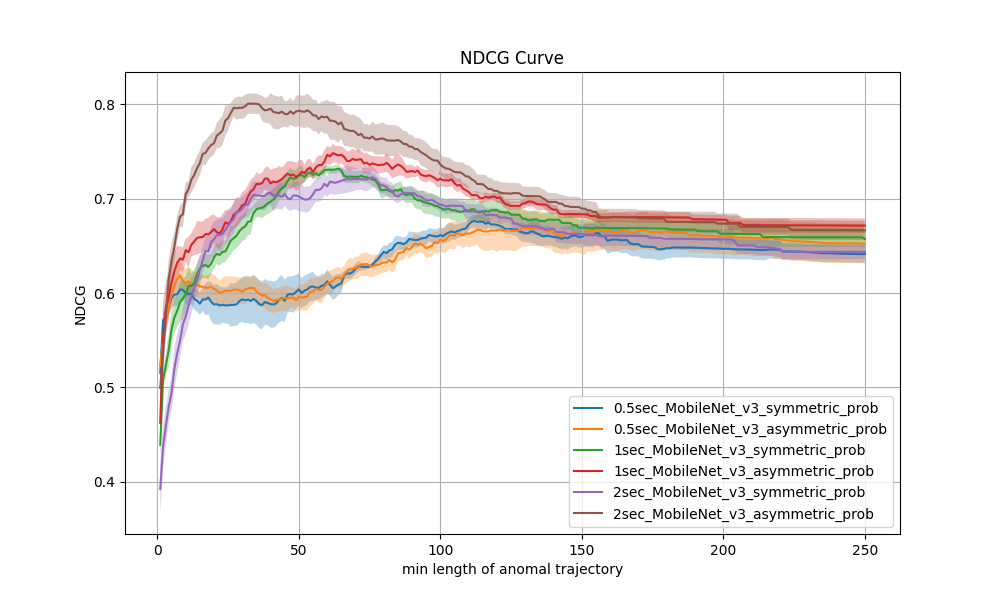 NDCG Curve
0.8
0.7
0.6
0.5
0.4
NDCG
0
50
100
150
200
250
min length of anomal trajectory
0.5sec_MobileNet_v3_symmetric_prob
0.5sec_MobileNet_v3_asymmetric_prob
1sec_MobileNet_v3_symmetric_prob
1sec_MobileNet_v3_asymmetric_prob
2sec_MobileNet_v3_symmetric_prob
2sec_MobileNet_v3_asymmetric_prob